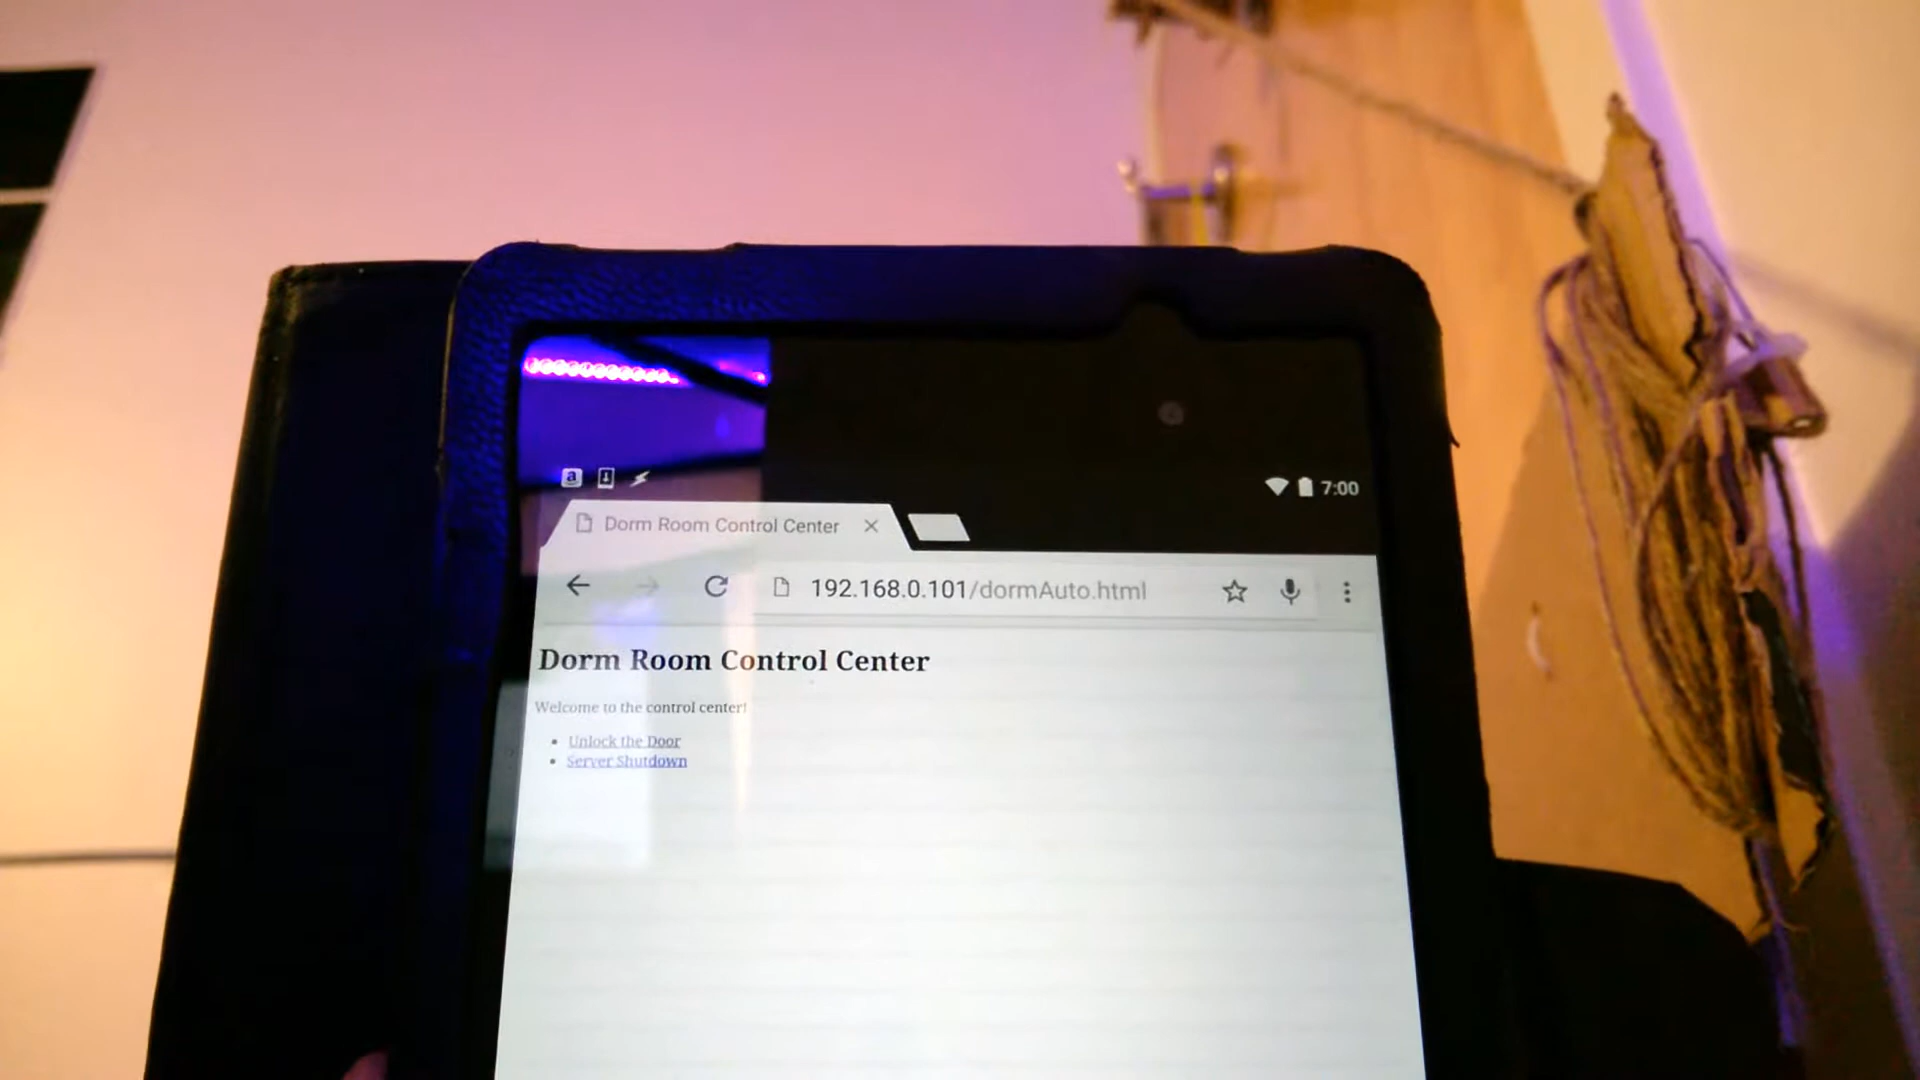 7:00
Dorm Room Control Center
192.168.0.101/dormAuto.html
Dorm Room Control Center
Welcome to the control center!
Unlock the Door
Server Shutdown